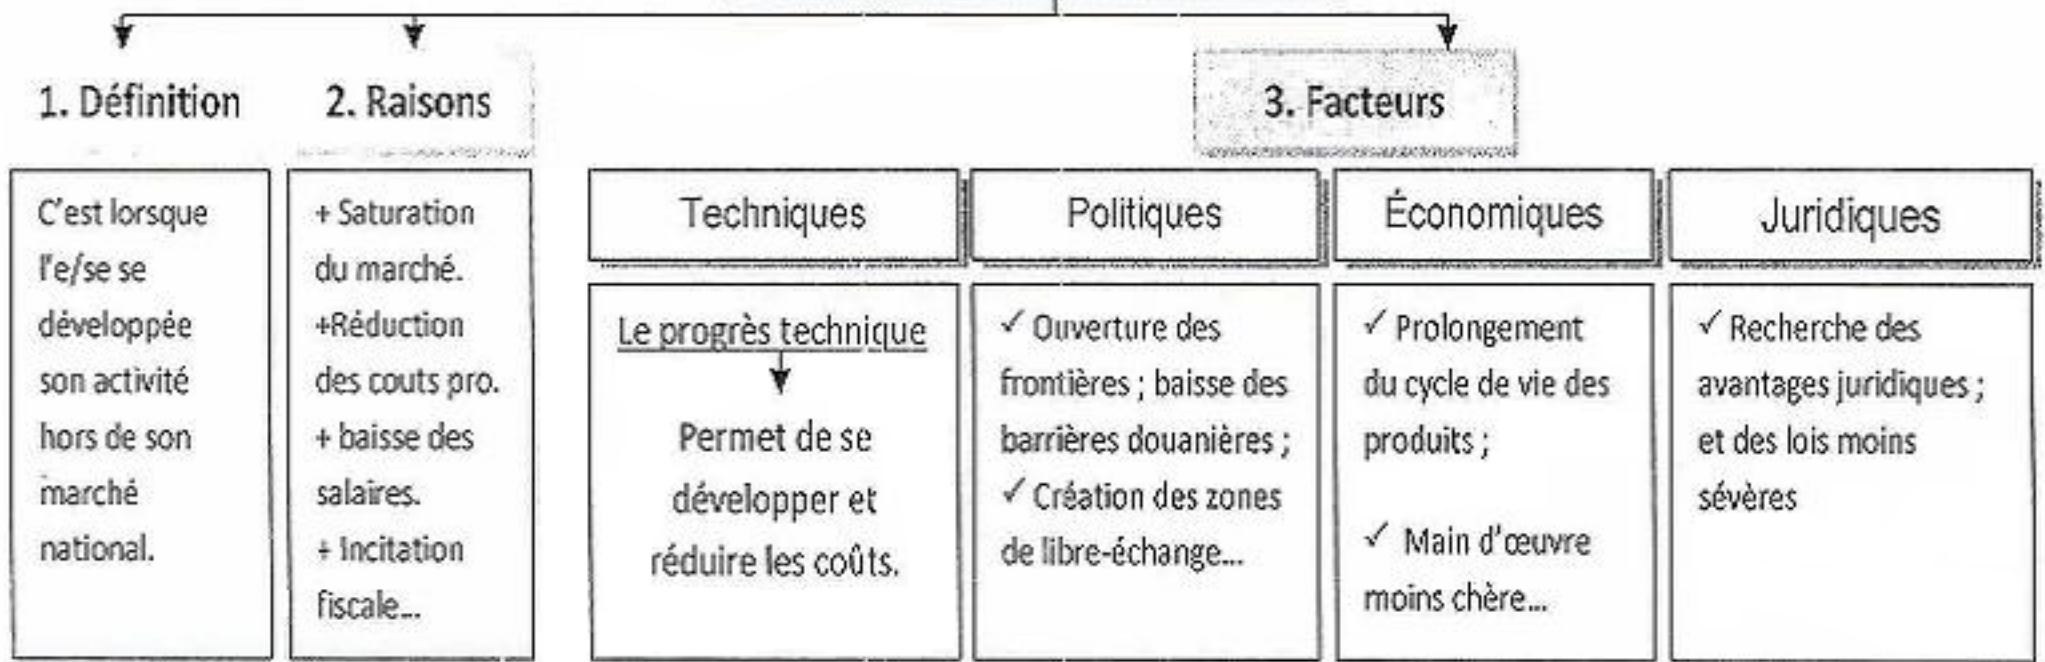 1. Définition
2. Raisons
3. Facteurs
C'est lorsque
l'e/se se
développée
son activité
hors de son
marché
national.
+ Saturation
du marché.
+Réduction
des couts pro.
+ baisse des
salaires.
+ Incitation
fiscale...
Techniques
Le progrès technique
Permet de se
développer et
réduire les coûts.
Politiques
✓ Ouverture des
frontières ; baisse des
barrières douanières ;
✓ Création des zones
de libre-échange...
Économiques
✓ Prolongement
du cycle de vie des
produits ;
✓ Main d'œuvre
moins chère...
Juridiques
✓ Recherche des
avantages juridiques ;
et des lois moins
sévères